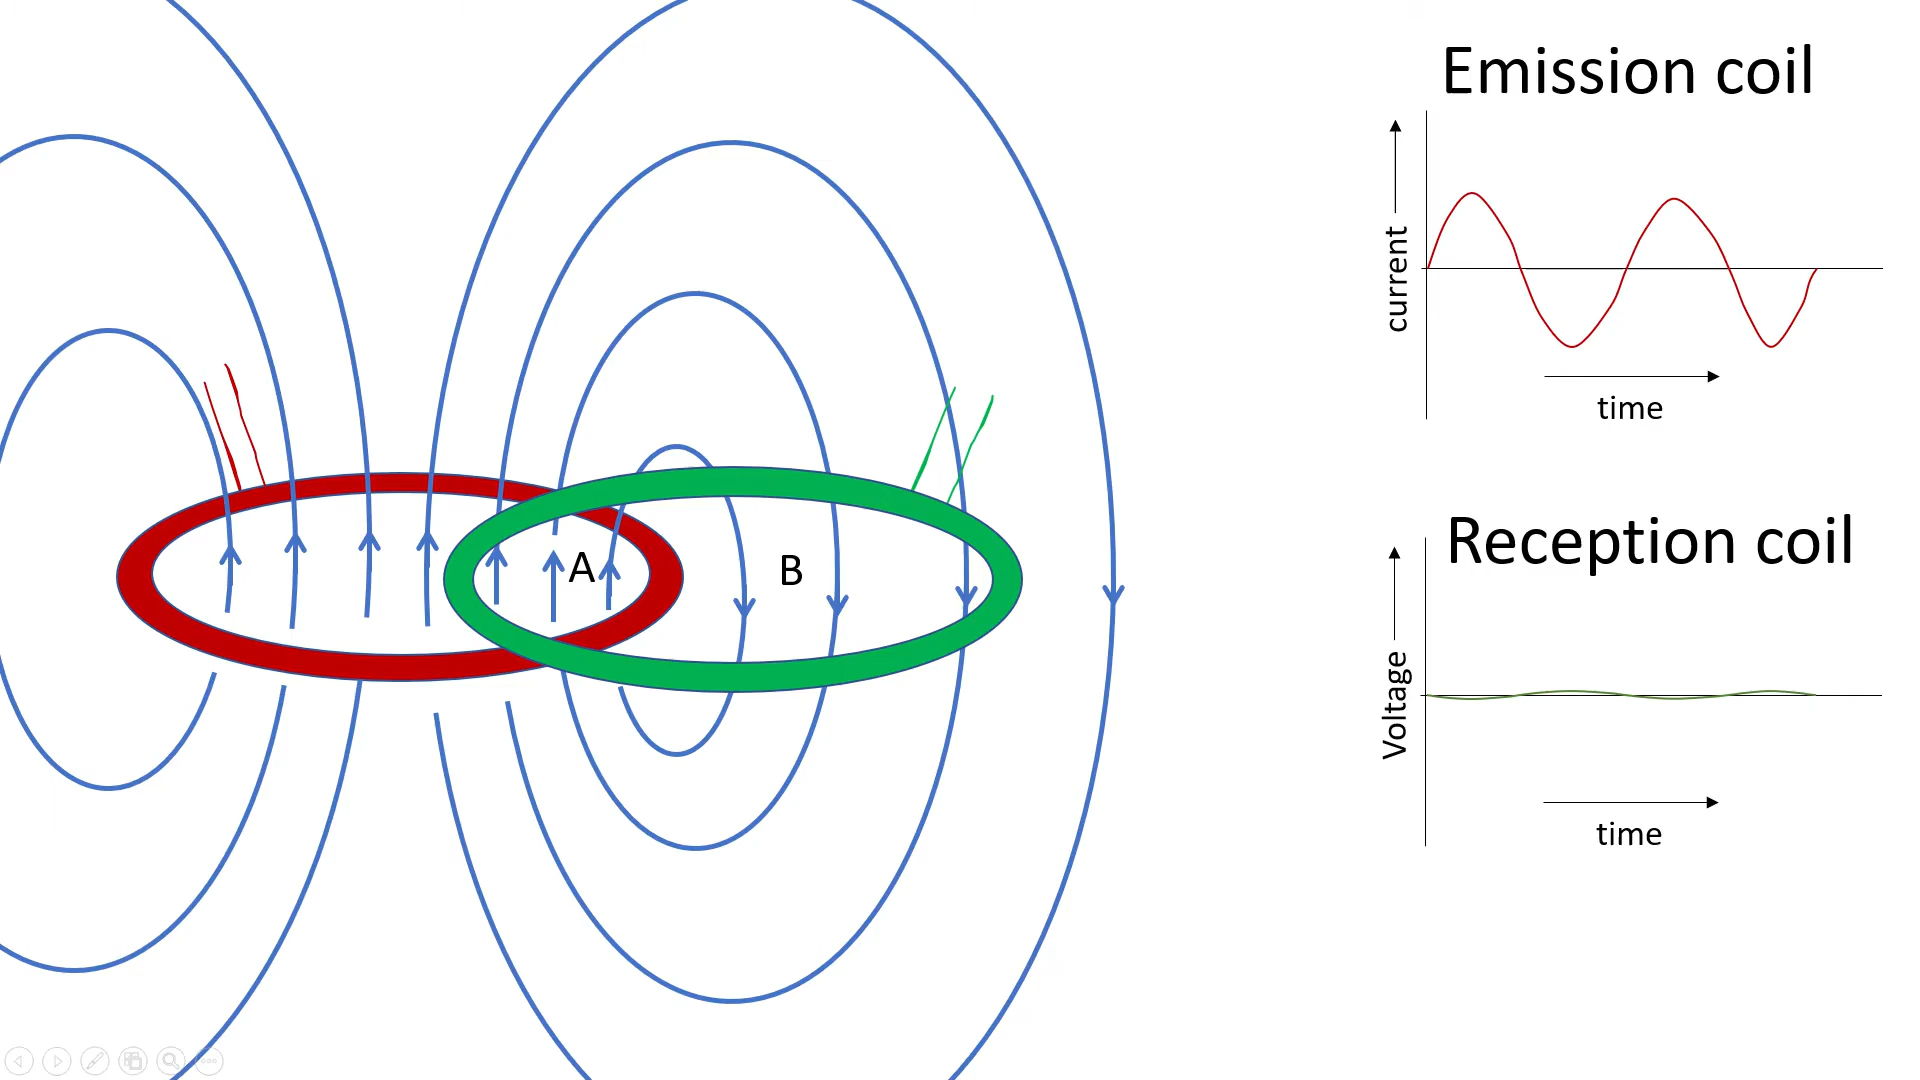 Emission coil
current
time
A
B
Reception coil
Voltage
time